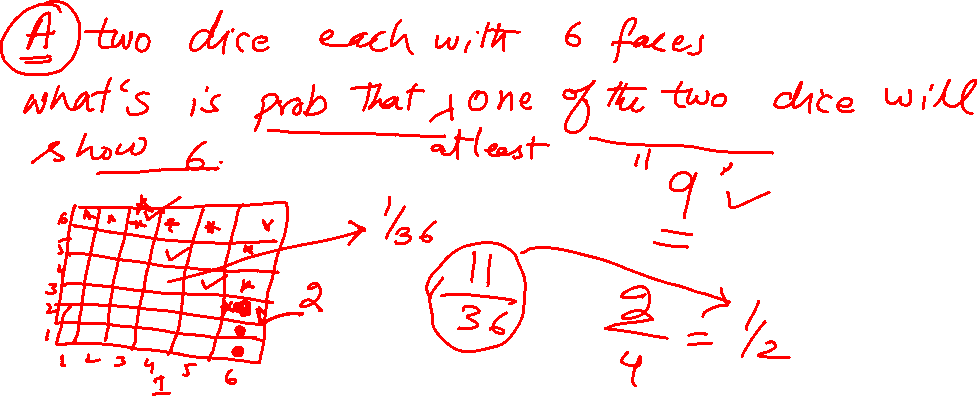 A two dice each with 6 faces
what's is prob that one of the two dice will
atleast
show 6.
"9"
6
5
4
3
2
1
1 2 3 4 5 6
1
1/36
2
11/36
2/4 = 1/2